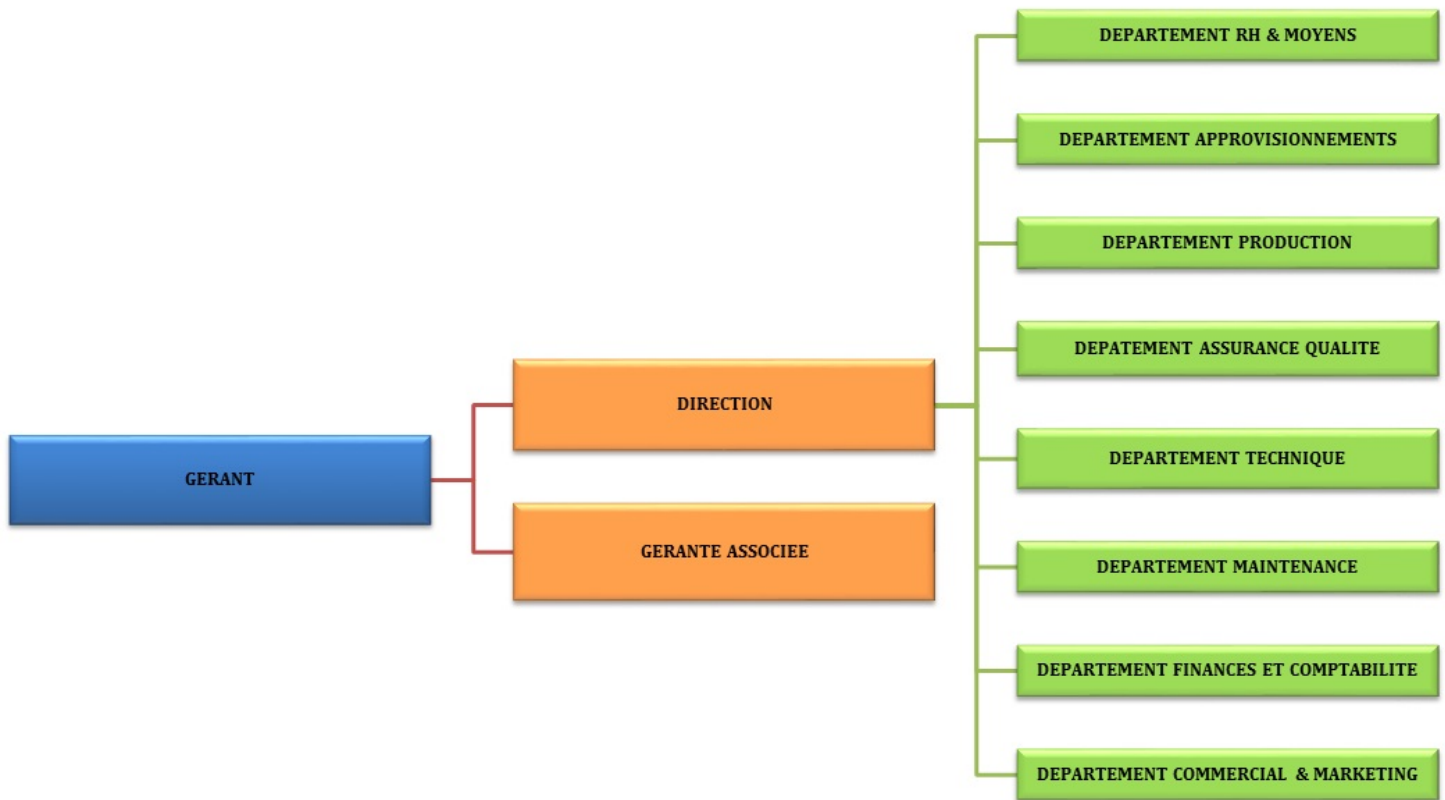 GERANT
DIRECTION
GERANTE ASSOCIEE
DEPARTEMENT RH & MOYENS
DEPARTEMENT APPROVISIONNEMENTS
DEPARTEMENT PRODUCTION
DEPATEMENT ASSURANCE QUALITE
DEPARTEMENT TECHNIQUE
DEPARTEMENT MAINTENANCE
DEPARTEMENT FINANCES ET COMPTABILITE
DEPARTEMENT COMMERCIAL & MARKETING